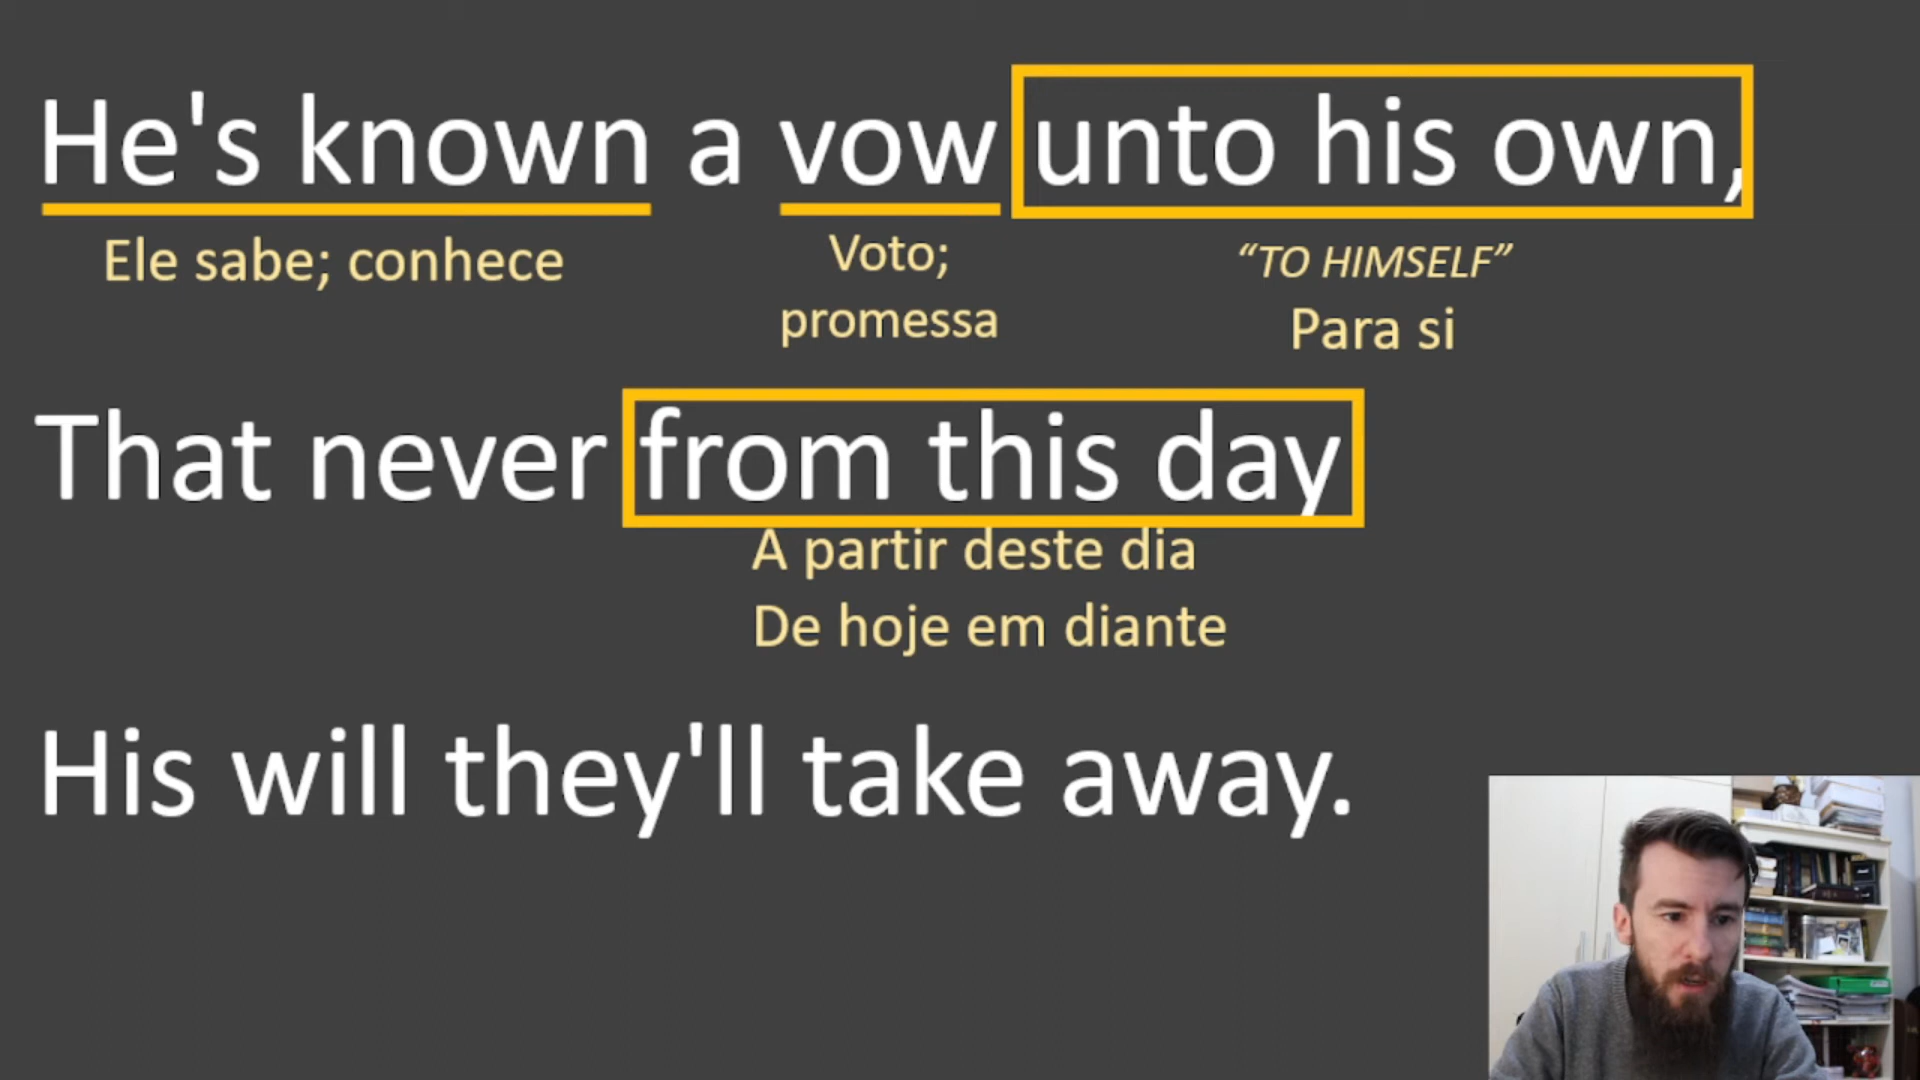 He's known a vow unto his own,
Ele sabe; conhece
Voto;
promessa
“TO HIMSELF”
Para si
That never from this day
A partir deste dia
De hoje em diante
His will they'll take away.